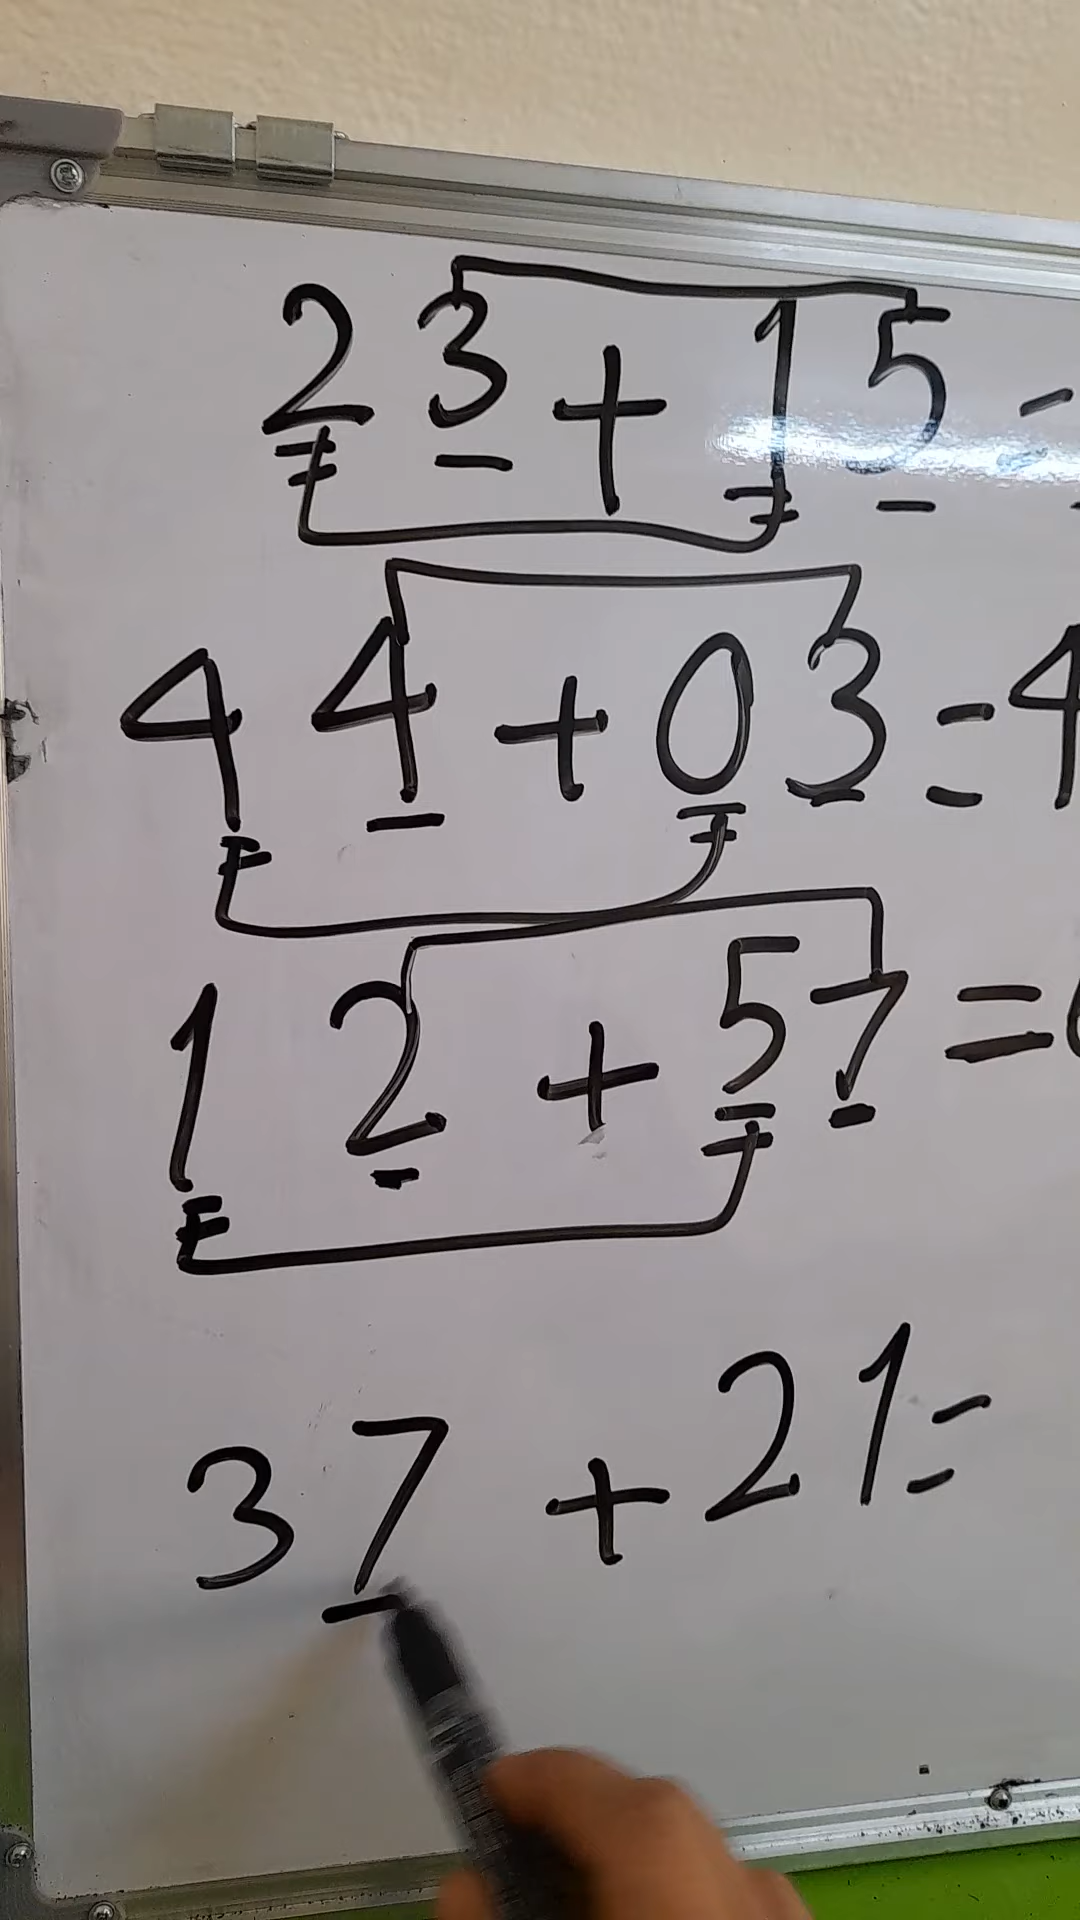 23+15=
44+03=4
12+57=
37+21=